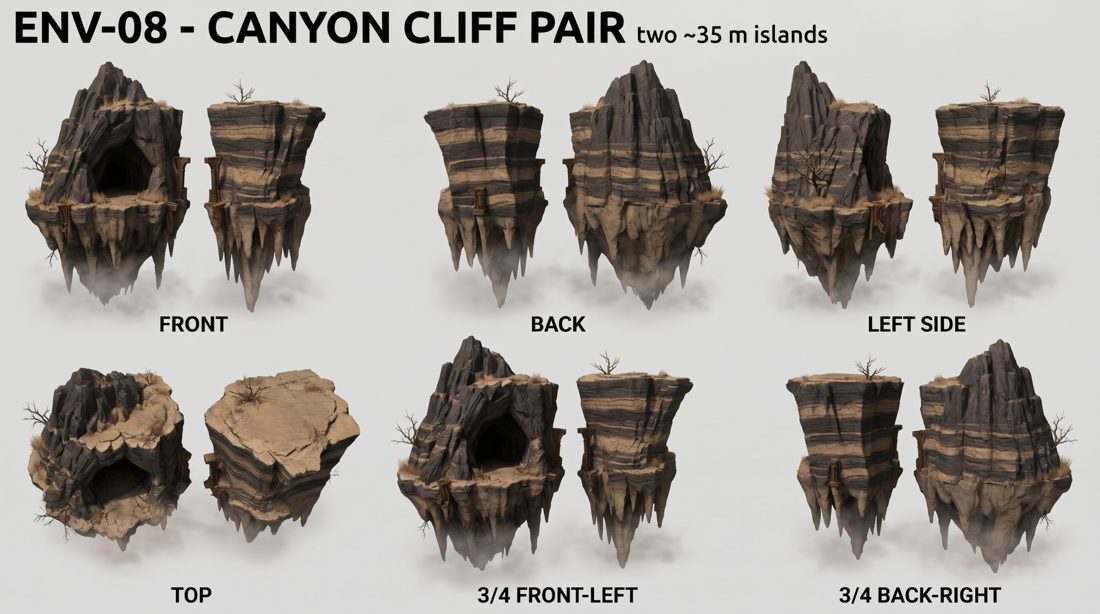 ENV-08 - CANYON CLIFF PAIR two ~35 m islands
FRONT
BACK
LEFT SIDE
TOP
3/4 FRONT-LEFT
3/4 BACK-RIGHT